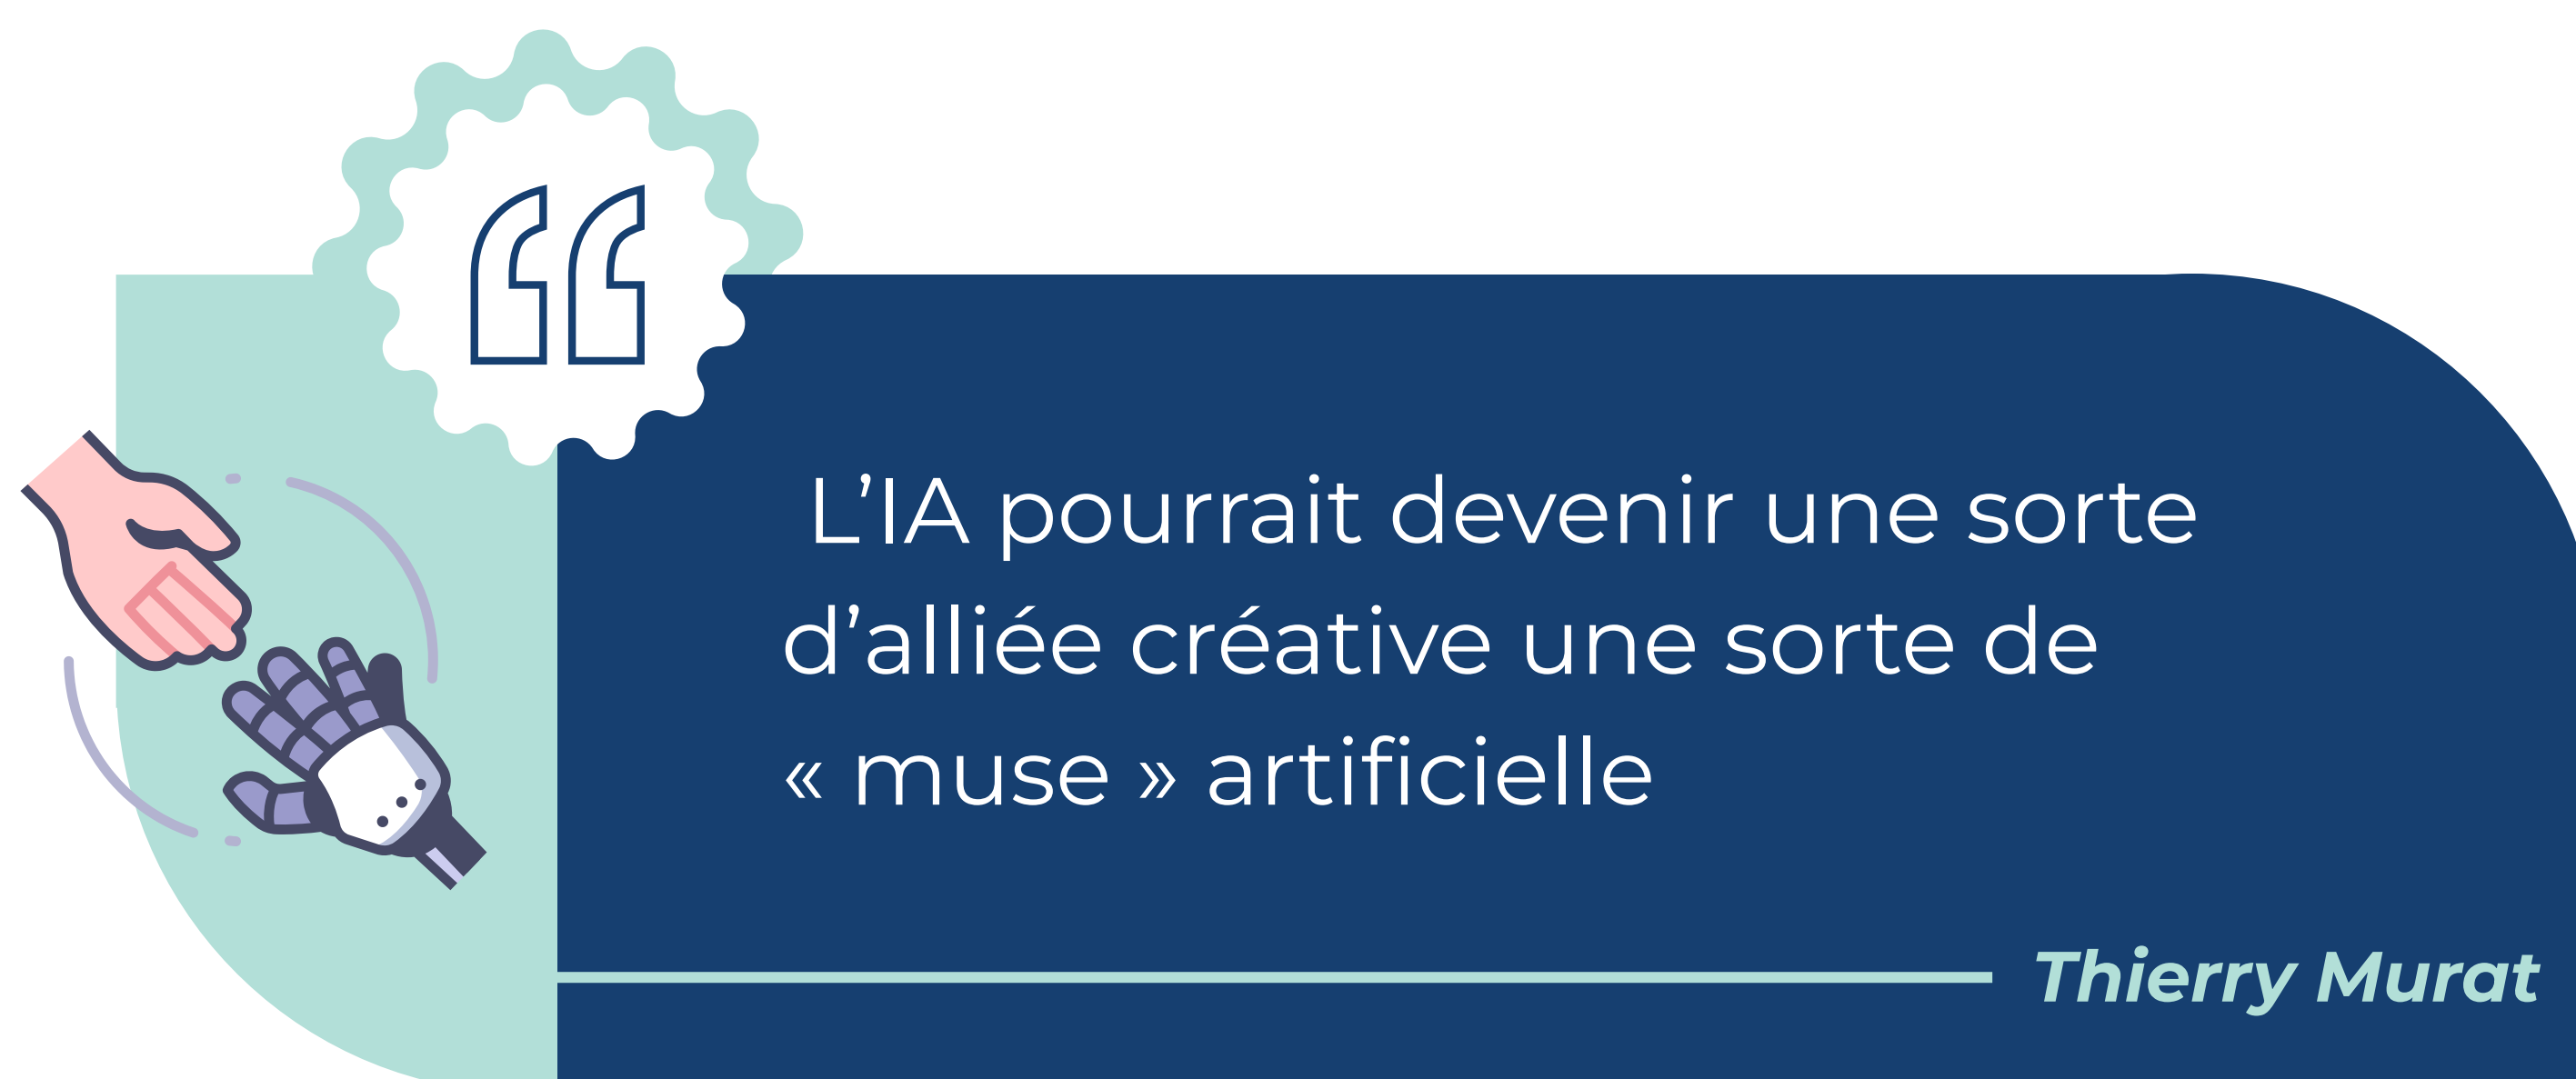 “
L’IA pourrait devenir une sorte
d’alliée créative une sorte de
« muse » artificielle
Thierry Murat